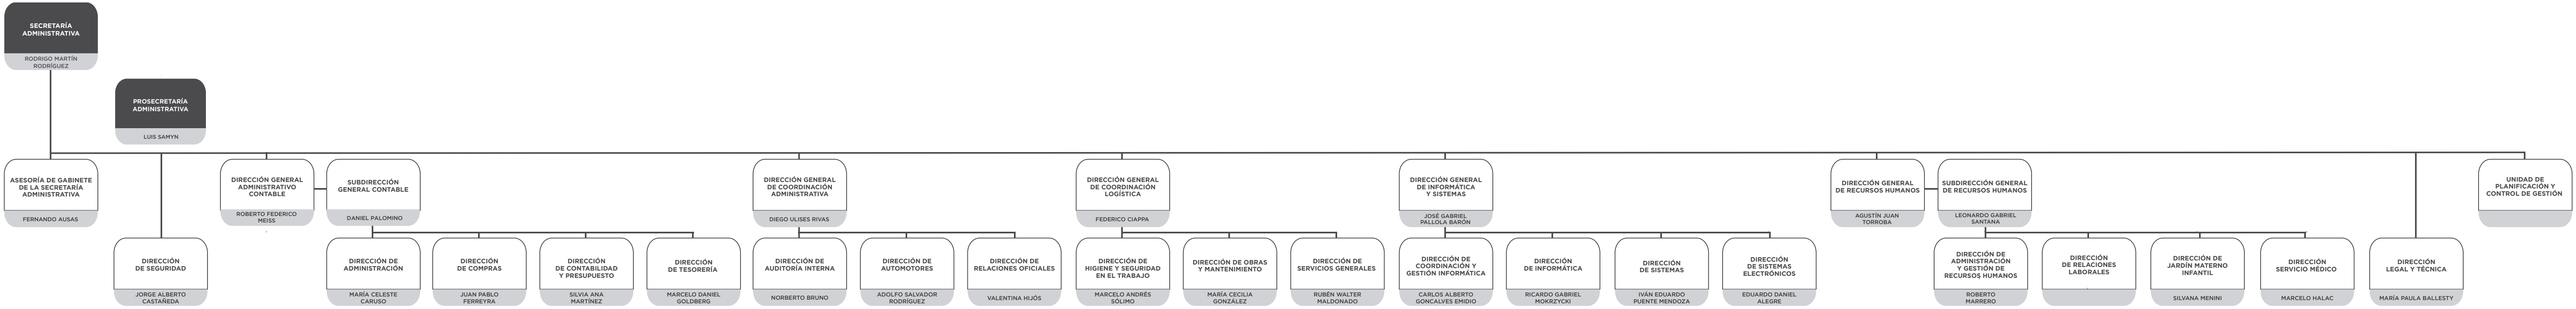 SECRETARÍA
ADMINISTRATIVA
RODRIGO MARTÍN
RODRÍGUEZ
PROSECRETARÍA
ADMINISTRATIVA
LUIS SAMYN
ASESORÍA DE GABINETE
DE LA SECRETARÍA
ADMINISTRATIVA
FERNANDO AUSAS
DIRECCIÓN GENERAL
ADMINISTRATIVO
CONTABLE
ROBERTO FEDERICO
MEISS
SUBDIRECCIÓN
GENERAL CONTABLE
DANIEL PALOMINO
DIRECCIÓN GENERAL
DE COORDINACIÓN
ADMINISTRATIVA
DIEGO ULISES RIVAS
DIRECCIÓN GENERAL
DE COORDINACIÓN
LOGÍSTICA
FEDERICO CIAPPA
DIRECCIÓN GENERAL
DE INFORMÁTICA
Y SISTEMAS
JOSÉ GABRIEL
PALLOLA BARÓN
DIRECCIÓN GENERAL
DE RECURSOS HUMANOS
AGUSTÍN JUAN
TORROBA
SUBDIRECCIÓN GENERAL
DE RECURSOS HUMANOS
LEONARDO GABRIEL
SANTANA
UNIDAD DE
PLANIFICACIÓN Y
CONTROL DE GESTIÓN
DIRECCIÓN
DE SEGURIDAD
JORGE ALBERTO
CASTAÑEDA
DIRECCIÓN DE
ADMINISTRACIÓN
MARÍA CELESTE
CARUSO
DIRECCIÓN
DE COMPRAS
JUAN PABLO
FERREYRA
DIRECCIÓN
DE CONTABILIDAD
Y PRESUPUESTO
SILVIA ANA
MARTÍNEZ
DIRECCIÓN
DE TESORERÍA
MARCELO DANIEL
GOLDBERG
DIRECCIÓN DE
AUDITORÍA INTERNA
NORBERTO BRUNO
DIRECCIÓN DE
AUTOMOTORES
ADOLFO SALVADOR
RODRÍGUEZ
DIRECCIÓN DE
RELACIONES OFICIALES
VALENTINA HIJÓS
DIRECCIÓN DE
HIGIENE Y SEGURIDAD
EN EL TRABAJO
MARCELO ANDRÉS
SÓLIMO
DIRECCIÓN DE OBRAS
Y MANTENIMIENTO
MARÍA CECILIA
GONZÁLEZ
DIRECCIÓN DE
SERVICIOS GENERALES
RUBÉN WALTER
MALDONADO
DIRECCIÓN DE
COORDINACIÓN Y
GESTIÓN INFORMÁTICA
CARLOS ALBERTO
GONCALVES EMIDIO
DIRECCIÓN
DE INFORMÁTICA
RICARDO GABRIEL
MOKRZYCKI
DIRECCIÓN
DE SISTEMAS
IVÁN EDUARDO
PUENTE MENDOZA
DIRECCIÓN
DE SISTEMAS
ELECTRÓNICOS
EDUARDO DANIEL
ALEGRE
DIRECCIÓN DE
ADMINISTRACIÓN
Y GESTIÓN DE
RECURSOS HUMANOS
ROBERTO
MARRERO
DIRECCIÓN
DE RELACIONES
LABORALES
DIRECCIÓN DE
JARDÍN MATERNO
INFANTIL
SILVANA MENINI
DIRECCIÓN
SERVICIO MÉDICO
MARCELO HALAC
DIRECCIÓN
LEGAL Y TÉCNICA
MARÍA PAULA BALLESTY